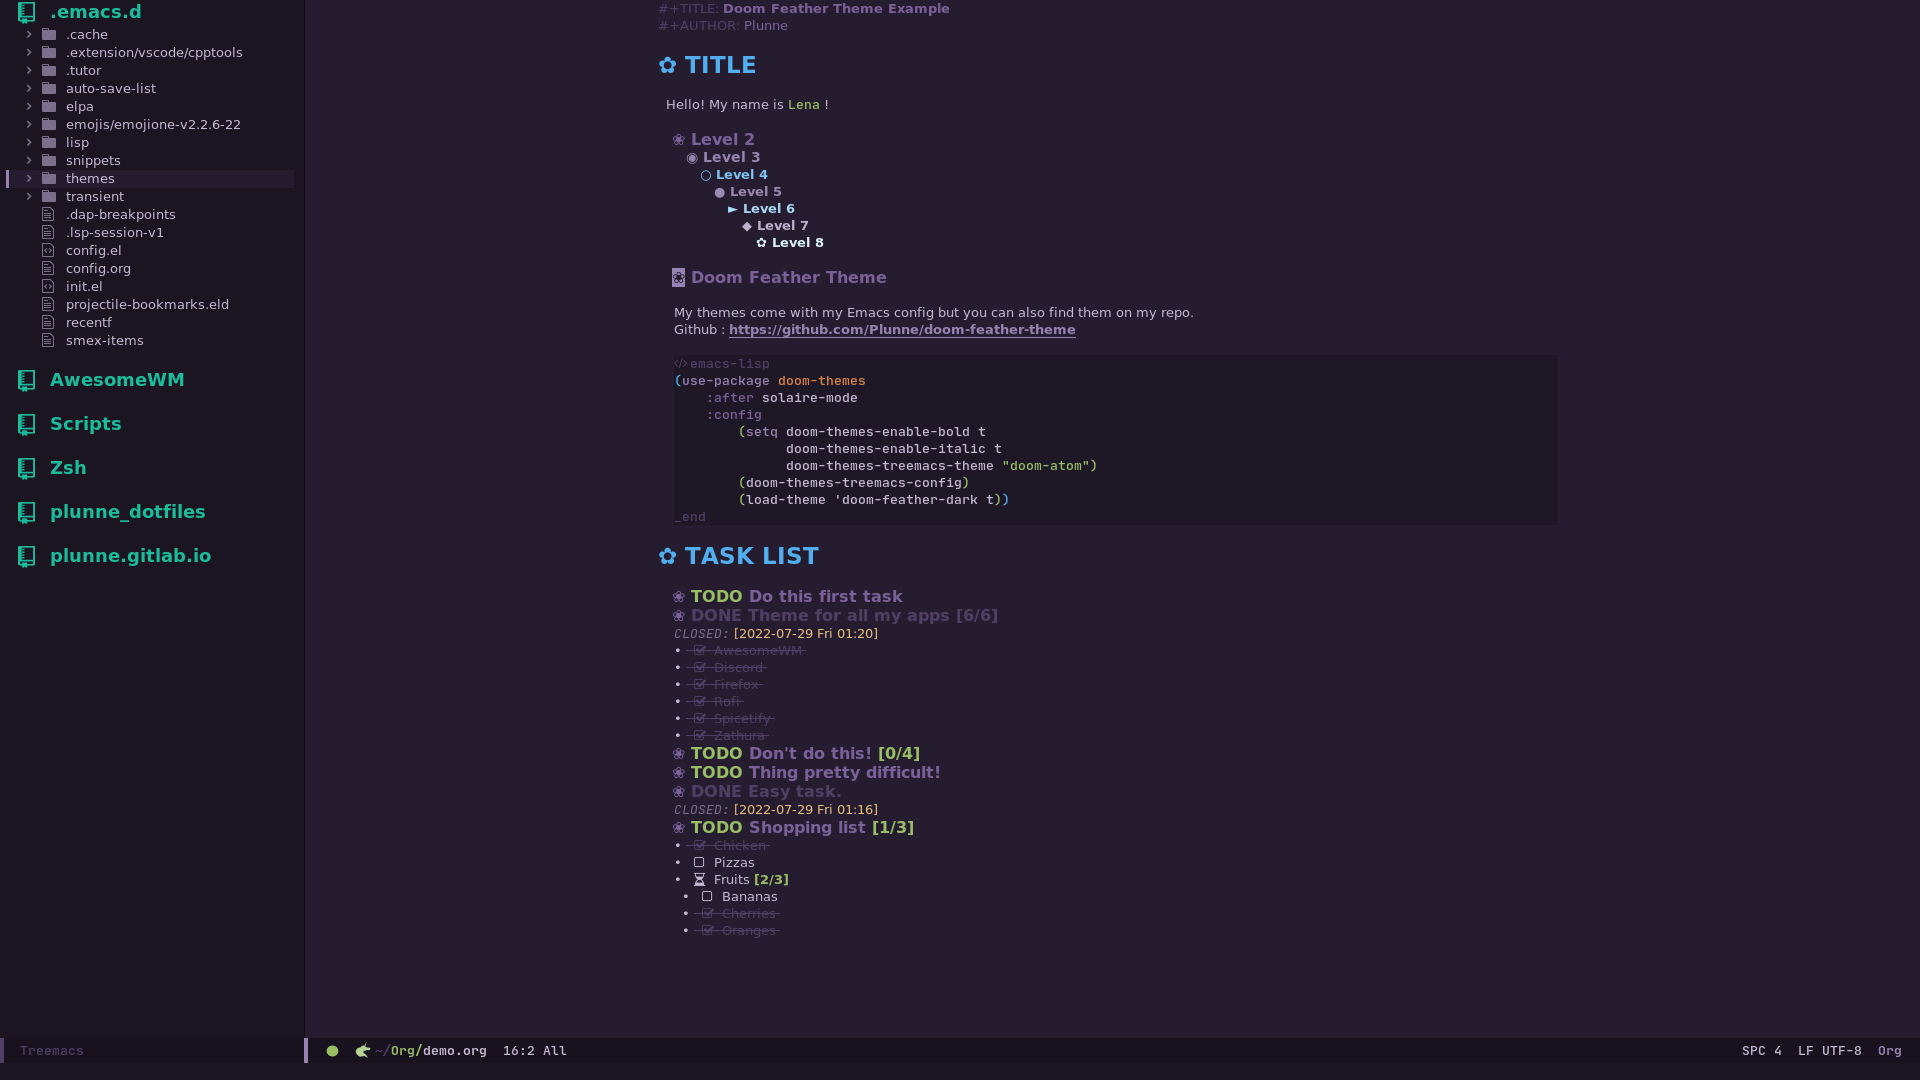 .emacs.d
.cache
.extension/vscode/cpptools
.tutor
auto-save-list
elpa
emojis/emojione-v2.2.6-22
lisp
snippets
themes
transient
.dap-breakpoints
.lsp-session-v1
config.el
config.org
init.el
projectile-bookmarks.eld
recentf
smex-items
AwesomeWM
Scripts
Zsh
plunne_dotfiles
plunne.gitlab.io
Treemacs
#+TITLE: Doom Feather Theme Example
#+AUTHOR: Plunne
✿ TITLE
Hello! My name is Lena !
❀ Level 2
◉ Level 3
○ Level 4
● Level 5
► Level 6
◆ Level 7
✿ Level 8
❀ Doom Feather Theme
My themes come with my Emacs config but you can also find them on my repo.
Github : https://github.com/Plunne/doom-feather-theme
</> emacs-lisp
(use-package doom-themes
:after solaire-mode
:config
(setq doom-themes-enable-bold t
doom-themes-enable-italic t
doom-themes-treemacs-theme "doom-atom")
(doom-themes-treemacs-config)
(load-theme 'doom-feather-dark t))
_end
✿ TASK LIST
❀ TODO Do this first task
❀ DONE Theme for all my apps [6/6]
CLOSED: [2022-07-29 Fri 01:20]
• ☑ AwesomeWM
• ☑ Discord
• ☑ Firefox
• ☑ Rofi
• ☑ Spicetify
• ☑ Zathura
❀ TODO Don't do this! [0/4]
❀ TODO Thing pretty difficult!
❀ DONE Easy task.
CLOSED: [2022-07-29 Fri 01:16]
❀ TODO Shopping list [1/3]
• ☑ Chicken
• ☐ Pizzas
• ⌛ Fruits [2/3]
• ☐ Bananas
• ☑ Cherries
• ☑ Oranges
~/Org/demo.org 16:2 All
SPC 4 LF UTF-8 Org